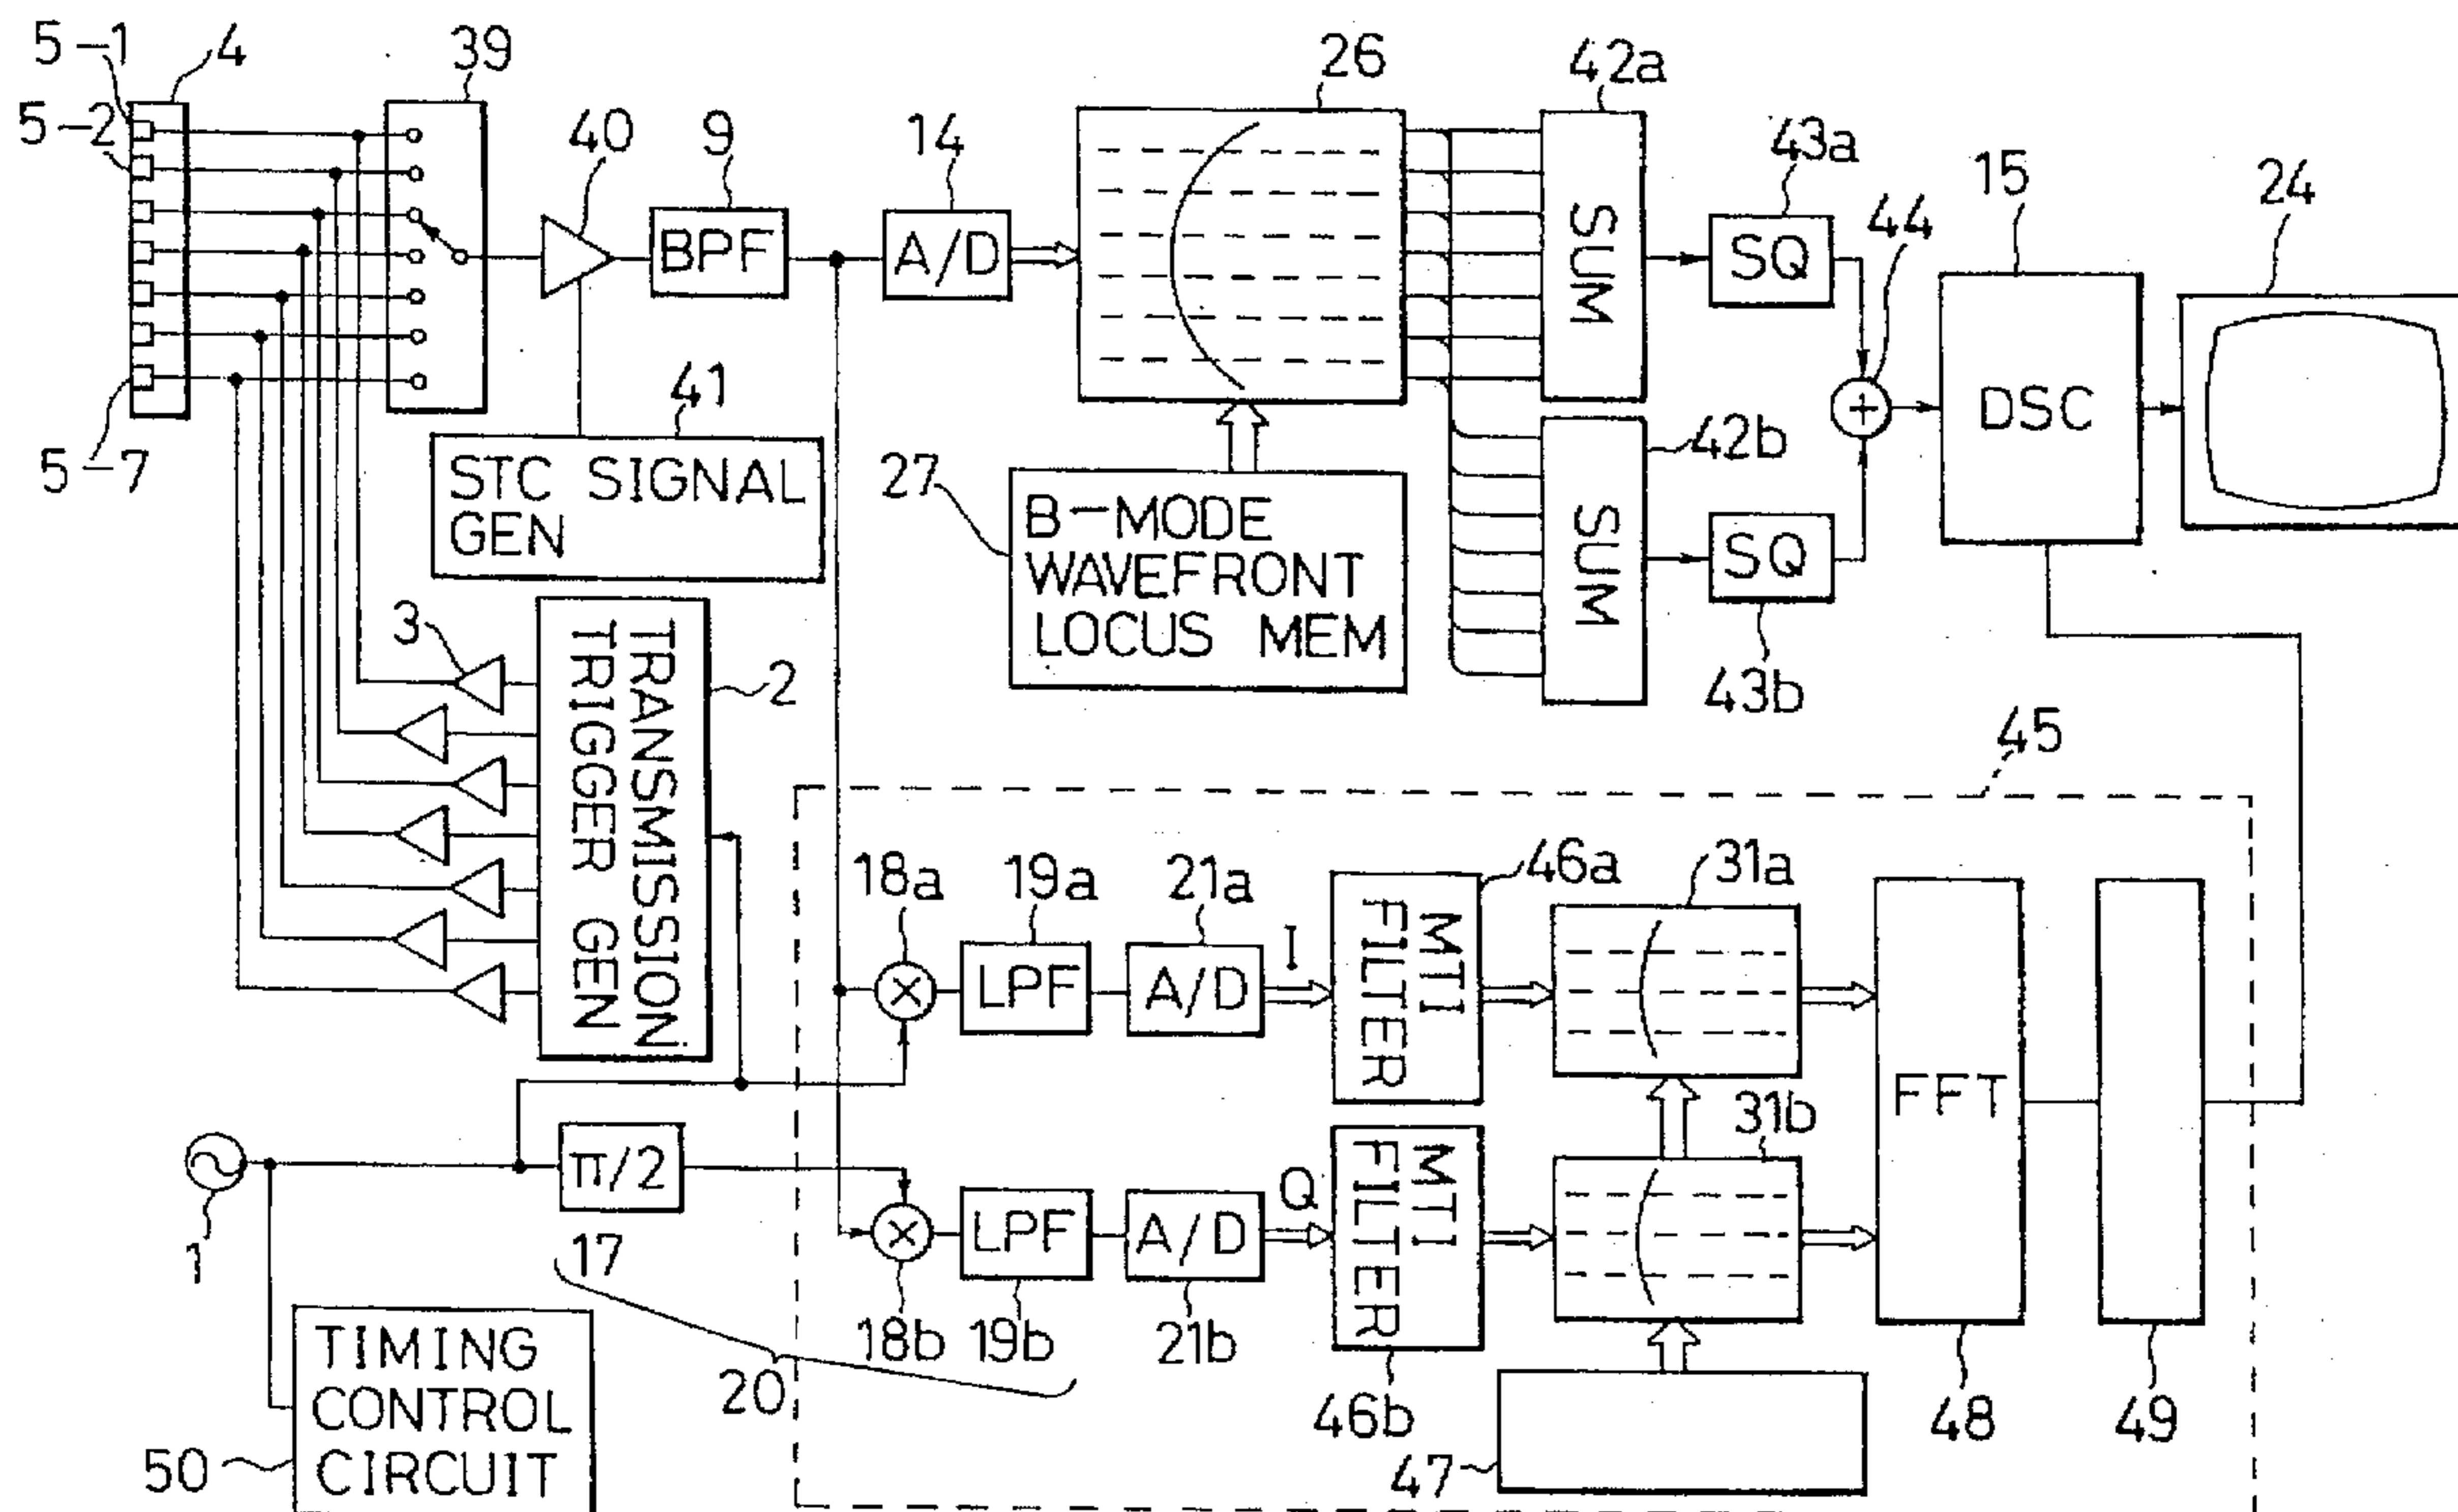 5-1
4
39
26
42a
5-2
40
9
14
43a
15
24
44
BPF
A/D
SUM
SQ
DSC
41
5-7
STC SIGNAL
GEN
27
B-MODE
WAVEFRONT
LOCUS MEM
42b
SUM
SQ
43b
3
TRANSMISSION
TRIGGER GEN
2
45
18a
19a
21a
I
46a
31a
LPF
A/D
MTI
FILTER
FFT
31b
1
π/2
17
20
Q
LPF
A/D
MTI
FILTER
18b
19b
21b
46b
47
48
49
TIMING
CONTROL
CIRCUIT
50